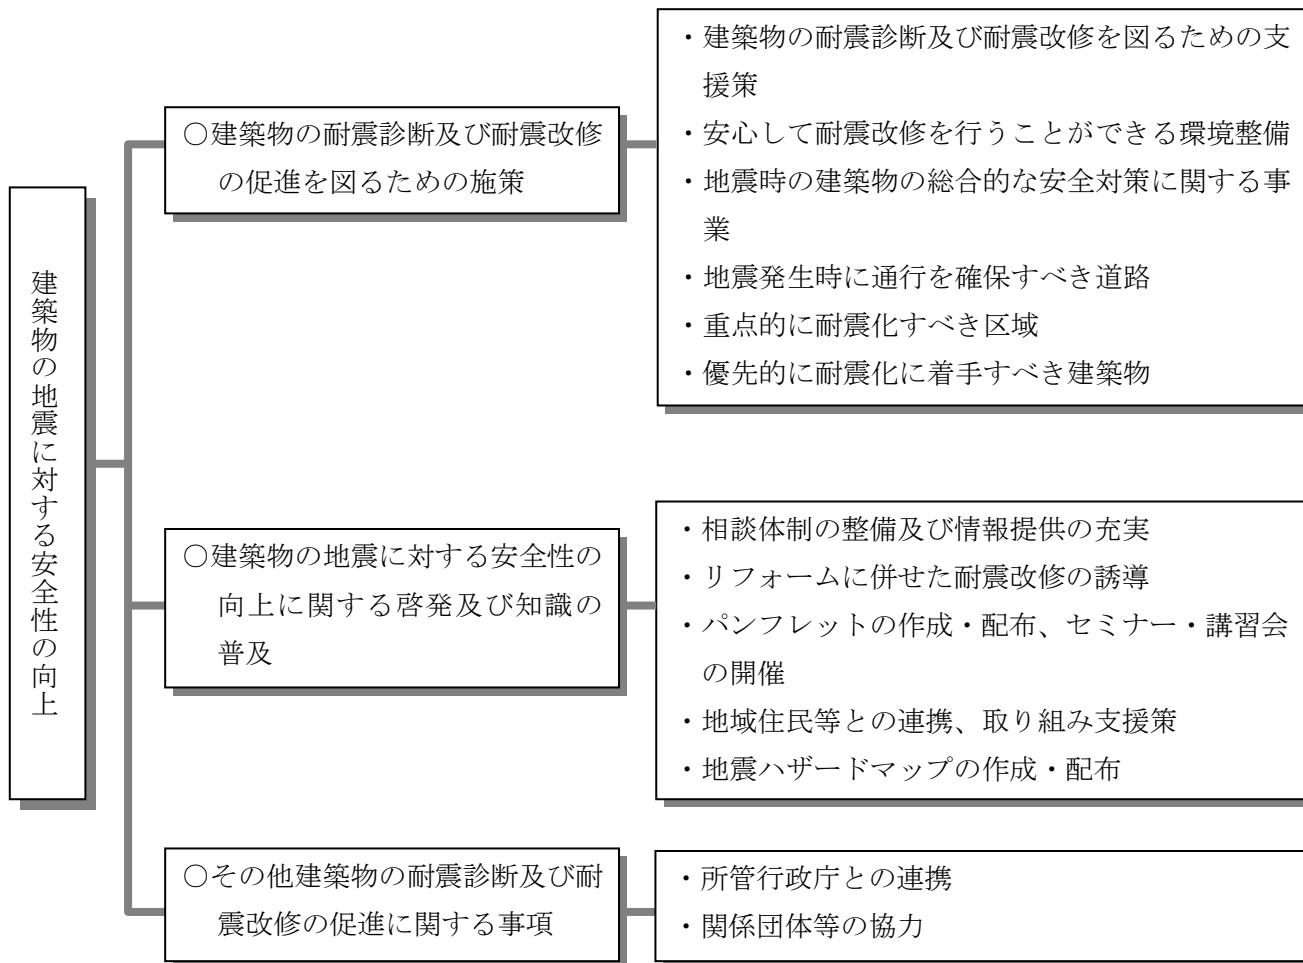 建築物の地震に対する安全性の向上
〇建築物の耐震診断及び耐震改修
の促進を図るための施策
・建築物の耐震診断及び耐震改修を図るための支
援策
・安心して耐震改修を行うことができる環境整備
・地震時の建築物の総合的な安全対策に関する事
業
・地震発生時に通行を確保すべき道路
・重点的に耐震化すべき区域
・優先的に耐震化に着手すべき建築物
〇建築物の地震に対する安全性の
向上に関する啓発及び知識の
普及
・相談体制の整備及び情報提供の充実
・リフォームに併せた耐震改修の誘導
・パンフレットの作成・配布、セミナー・講習会
の開催
・地域住民等との連携、取り組み支援策
・地震ハザードマップの作成・配布
〇その他建築物の耐震診断及び耐
震改修の促進に関する事項
・所管行政庁との連携
・関係団体等の協力